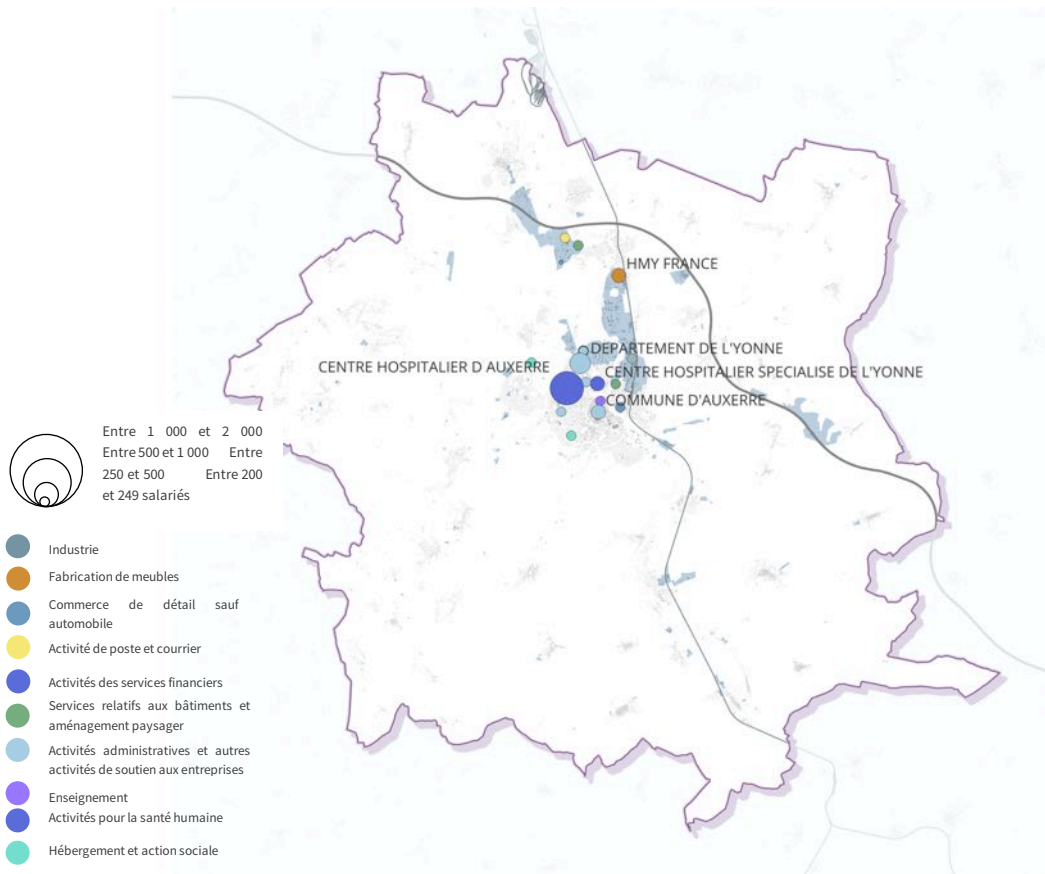 HMY FRANCE
DEPARTEMENT DE L'YONNE
CENTRE HOSPITALIER D AUXERRE
CENTRE HOSPITALIER SPECIALISE DE L'YONNE
COMMUNE D'AUXERRE
Entre 1 000 et 2 000
Entre 500 et 1 000 Entre
250 et 500 Entre 200
et 249 salariés
Industrie
Fabrication de meubles
Commerce de détail sauf
automobile
Activité de poste et courrier
Activités des services financiers
Services relatifs aux bâtiments et
aménagement paysager
Activités administratives et autres
activités de soutien aux entreprises
Enseignement
Activités pour la santé humaine
Hébergement et action sociale